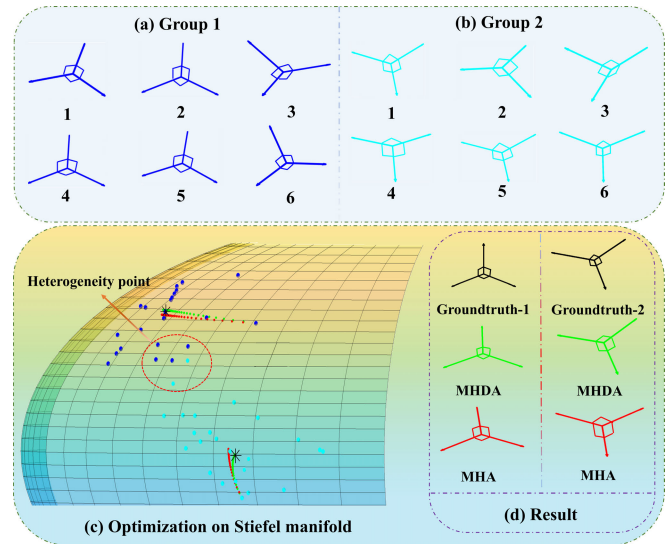 (a) Group 1
1
2
3
4
5
6
(b) Group 2
1
2
3
4
5
6
Heterogeneity point
(c) Optimization on Stiefel manifold
Groundtruth-1
Groundtruth-2
MHDA
MHDA
MHA
MHA
(d) Result